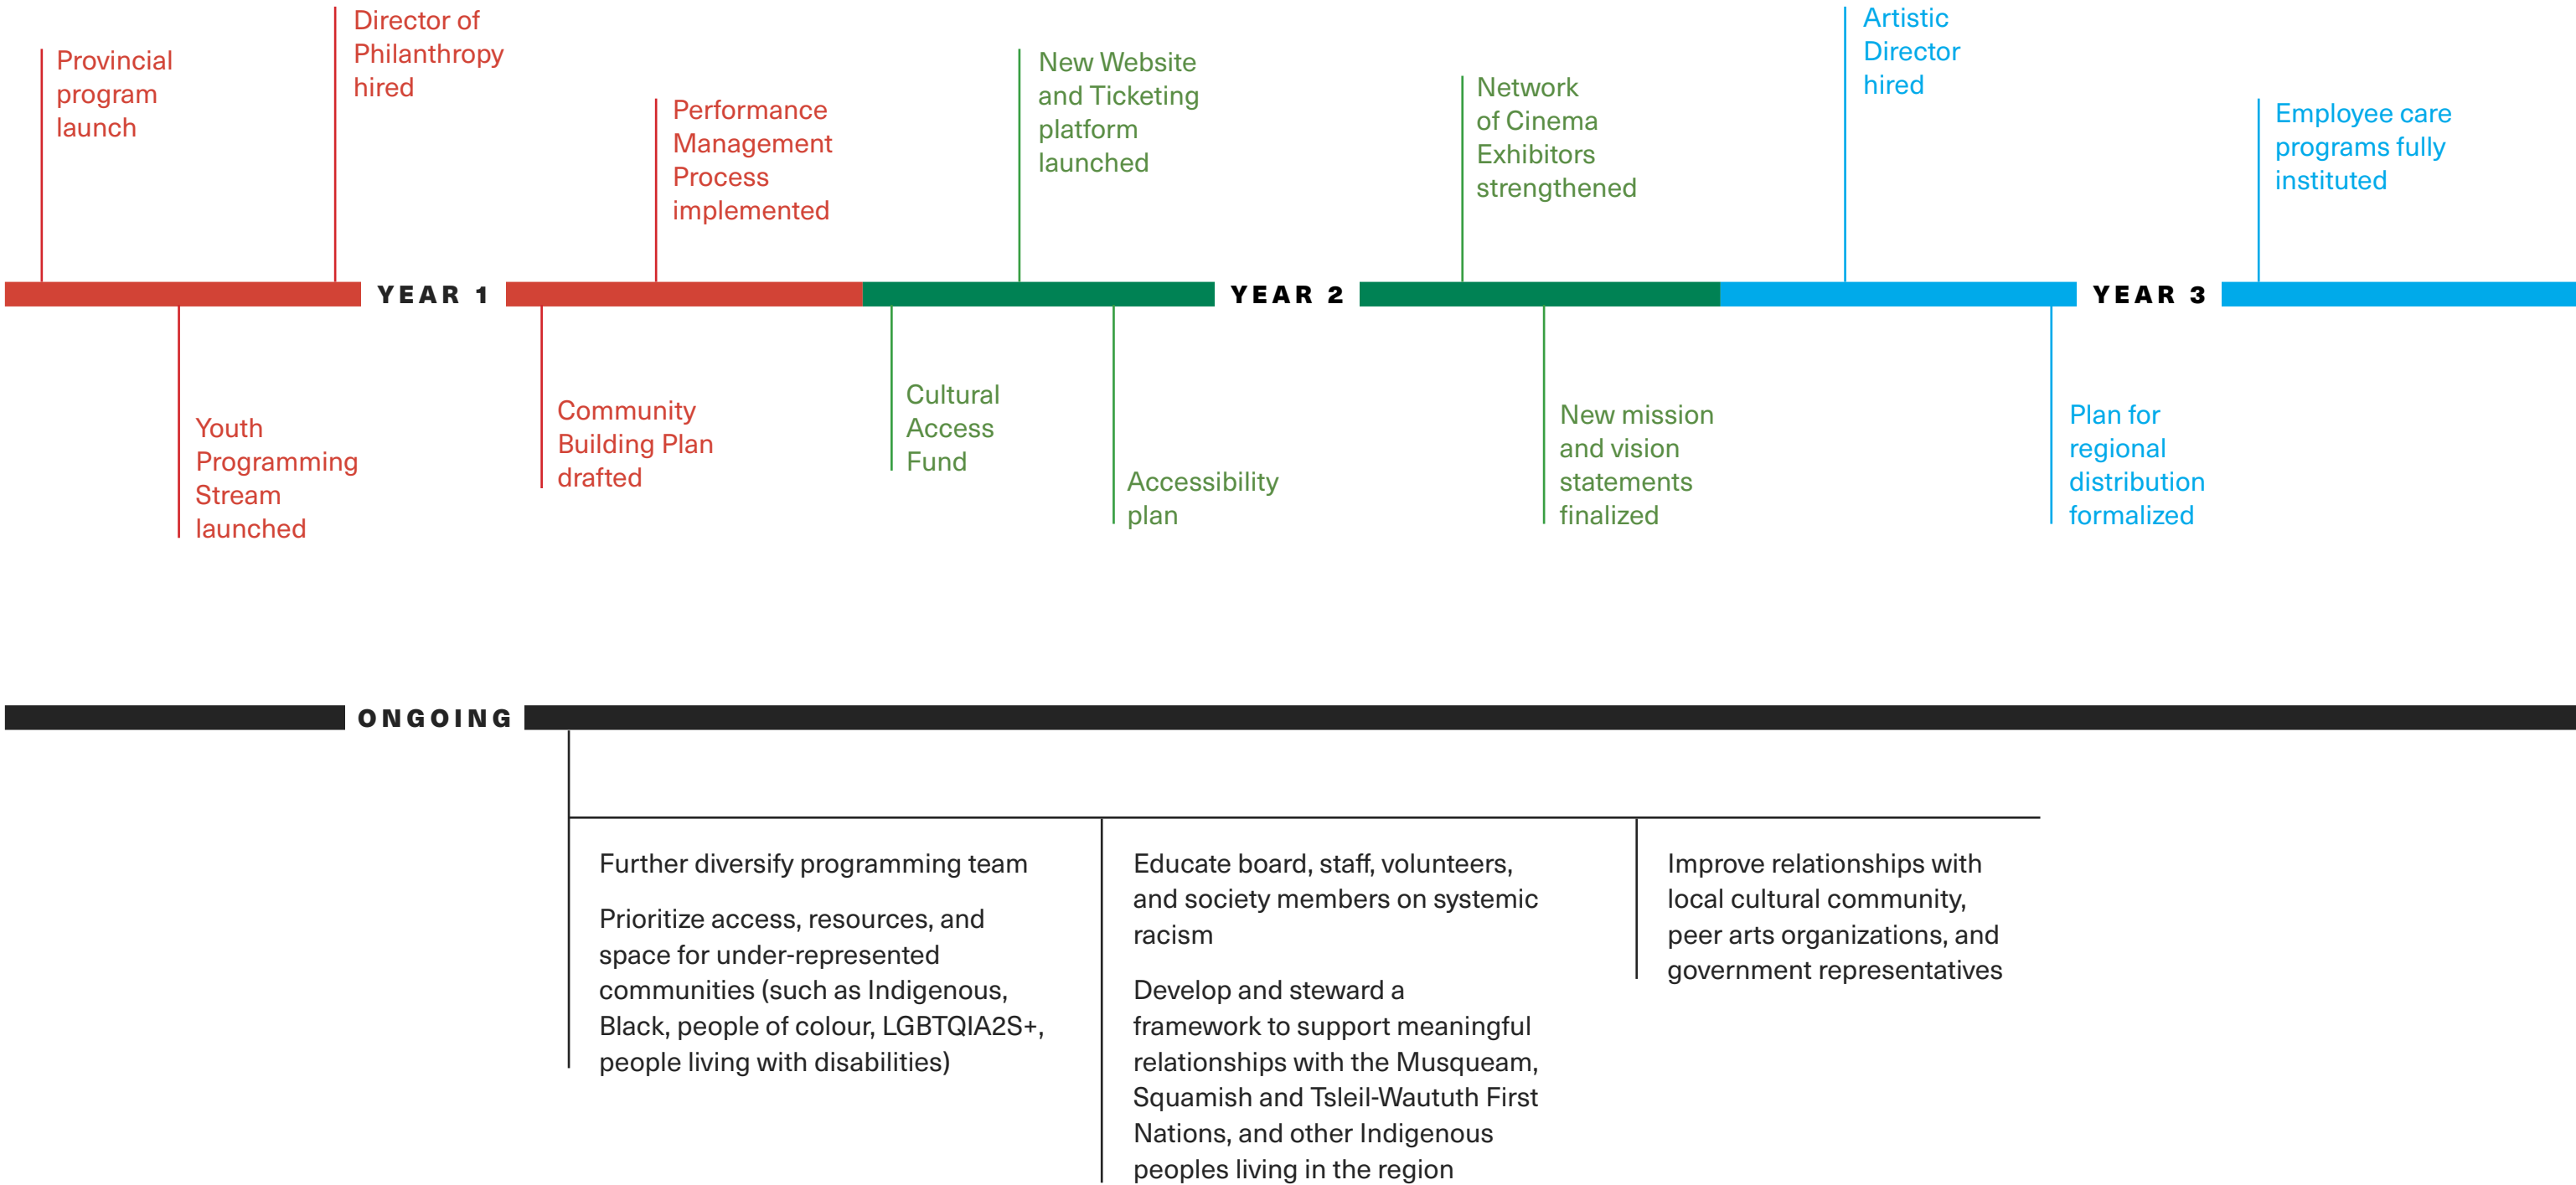 Provincial
program
launch
Director of
Philanthropy
hired
Performance
Management
Process
implemented
New Website
and Ticketing
platform
launched
Network
of Cinema
Exhibitors
strengthened
Artistic
Director
hired
Employee care
programs fully
instituted
YEAR 1
YEAR 2
YEAR 3
Youth
Programming
Stream
launched
Community
Building Plan
drafted
Cultural
Access
Fund
Accessibility
plan
New mission
and vision
statements
finalized
Plan for
regional
distribution
formalized
ONGOING
Further diversify programming team
Prioritize access, resources, and
space for under-represented
communities (such as Indigenous,
Black, people of colour, LGBTQIA2S+,
people living with disabilities)
Educate board, staff, volunteers,
and society members on systemic
racism
Develop and steward a
framework to support meaningful
relationships with the Musqueam,
Squamish and Tsleil-Waututh First
Nations, and other Indigenous
peoples living in the region
Improve relationships with
local cultural community,
peer arts organizations, and
government representatives